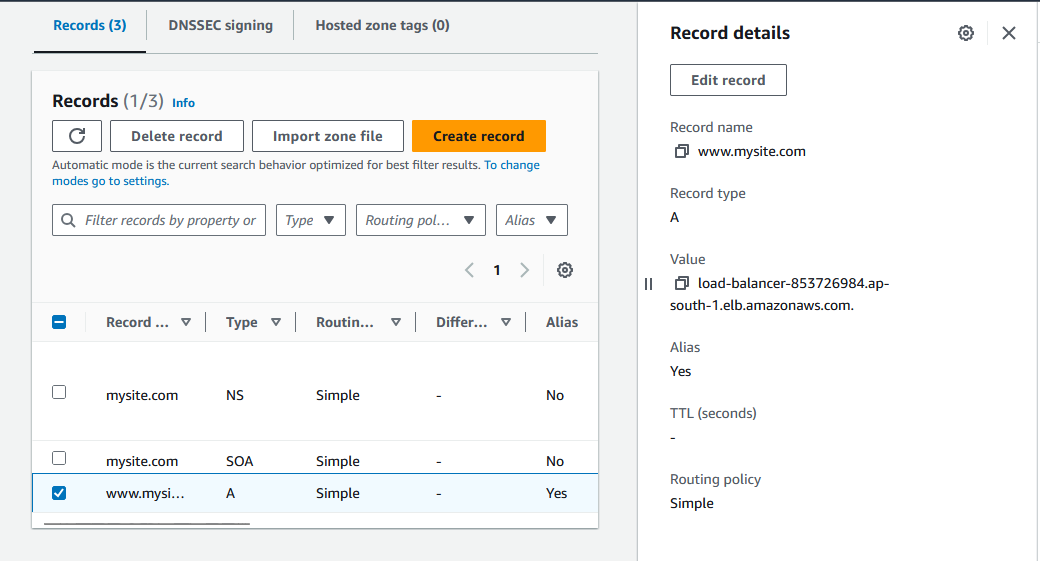 Records (3) DNSSEC signing Hosted zone tags (0)
Records (1/3) Info
Delete record Import zone file Create record
Automatic mode is the current search behavior optimized for best filter results. To change
modes go to settings.
Filter records by property or Type Routing pol... Alias
1
Record ... Type Routin... Differ... Alias
mysite.com NS Simple - No
mysite.com SOA Simple - No
www.mysi... A Simple - Yes
Record details
Edit record
Record name
www.mysite.com
Record type
A
Value
load-balancer-853726984.ap-
south-1.elb.amazonaws.com.
Alias
Yes
TTL (seconds)
-
Routing policy
Simple